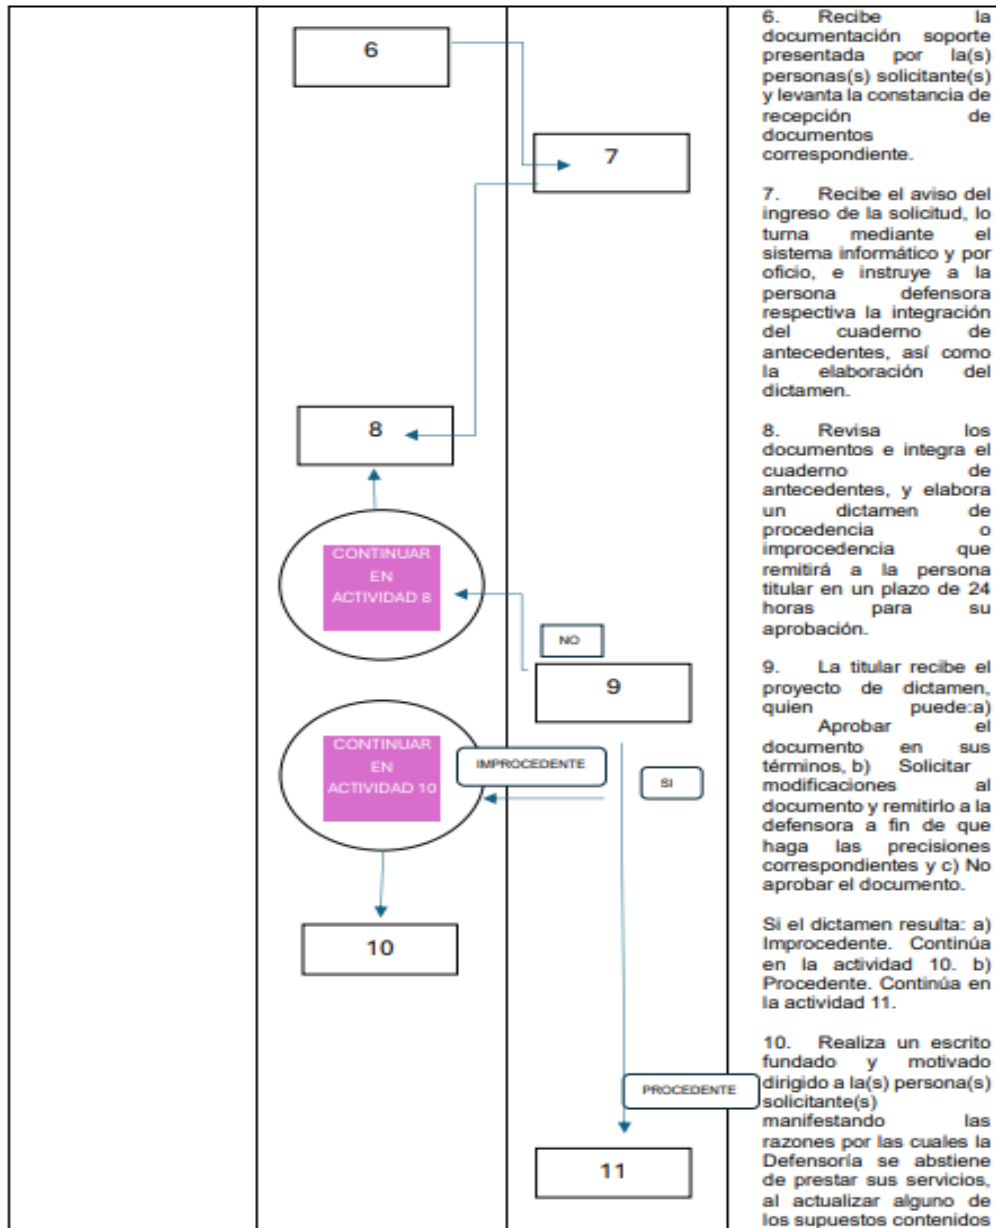 6
7
8
CONTINUAR
EN
ACTIVIDAD 8
NO
9
CONTINUAR
EN
ACTIVIDAD 10
IMPROCEDENTE
SI
10
PROCEDENTE
11
6. Recibe la
documentación soporte
presentada por la(s)
personas(s) solicitante(s)
y levanta la constancia de
recepción de
documentos
correspondiente.
7. Recibe el aviso del
ingreso de la solicitud, lo
turna mediante el
sistema informático y por
oficio, e instruye a la
persona defensora
respectiva la integración
del cuaderno de
antecedentes, así como
la elaboración del
dictamen.
8. Revisa los
documentos e integra el
cuaderno de
antecedentes, y elabora
un dictamen de
procedencia o
improcedencia que
remitirá a la persona
titular en un plazo de 24
horas para su
aprobación.
9. La titular recibe el
proyecto de dictamen,
quien puede:a)
Aprobar el
documento en sus
términos, b) Solicitar
modificaciones al
documento y remitirlo a la
defensora a fin de que
haga las precisiones
correspondientes y c) No
aprobar el documento.
Si el dictamen resulta: a)
Improcedente. Continúa
en la actividad 10. b)
Procedente. Continúa en
la actividad 11.
10. Realiza un escrito
fundado y motivado
dirigido a la(s) persona(s)
solicitante(s)
manifestando las
razones por las cuales la
Defensoría se abstiene
de prestar sus servicios,
al actualizar alguno de
los supuestos contenidos